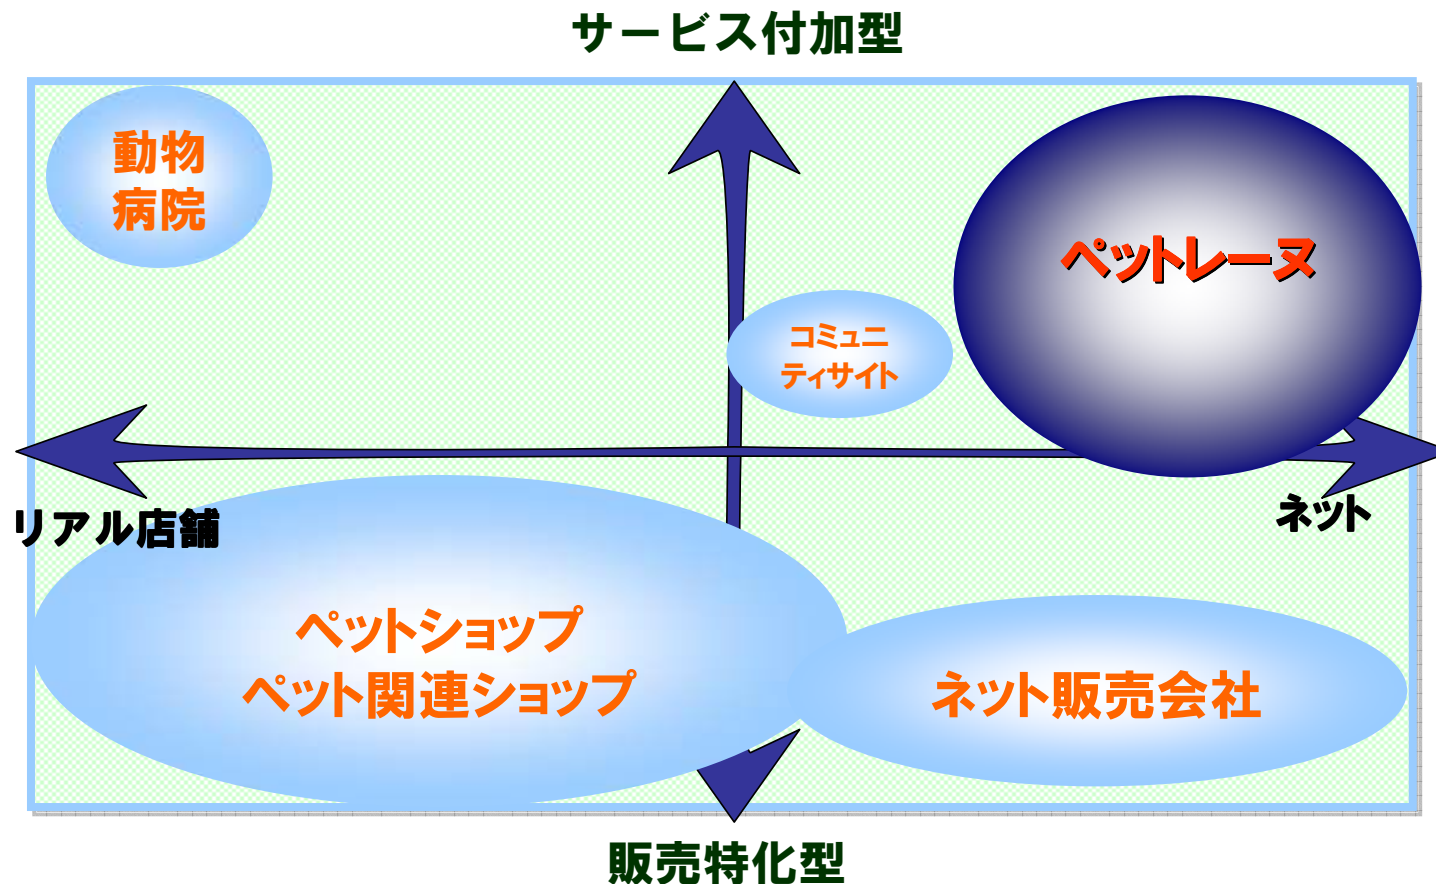 サービス付加型
動物
病院
ペットレーヌ
コミュニ
ティサイト
リアル店舗
ネット
ペットショップ
ペット関連ショップ
ネット販売会社
販売特化型